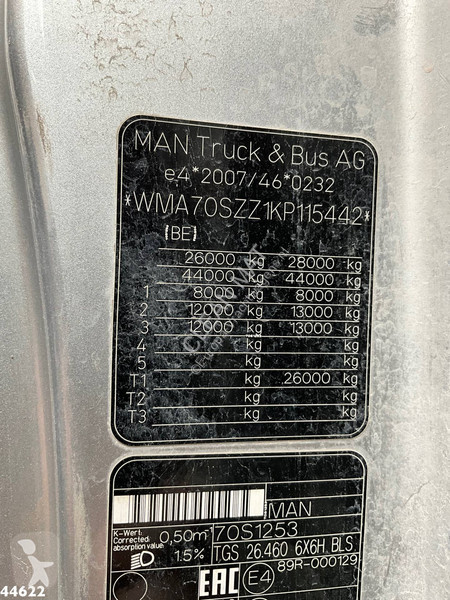 MAN Truck & Bus AG
e4*2007/46*0232
*WMA70SZZ1KP115442*
(BE)
26000 kg 28000 kg
44000 kg 44000 kg
1 8000 kg 8000 kg
2 12000 kg 13000 kg
3 12000 kg 13000 kg
4 kg kg
5 kg kg
T1 kg 26000 kg
T2 kg kg
T3 kg kg
MAN
K-Wert: Corrected absorption value: 0,50m¹ 70S1253
1.5% TGS 26.460 6X6H BLS
89R-000129
EAC E4
44622